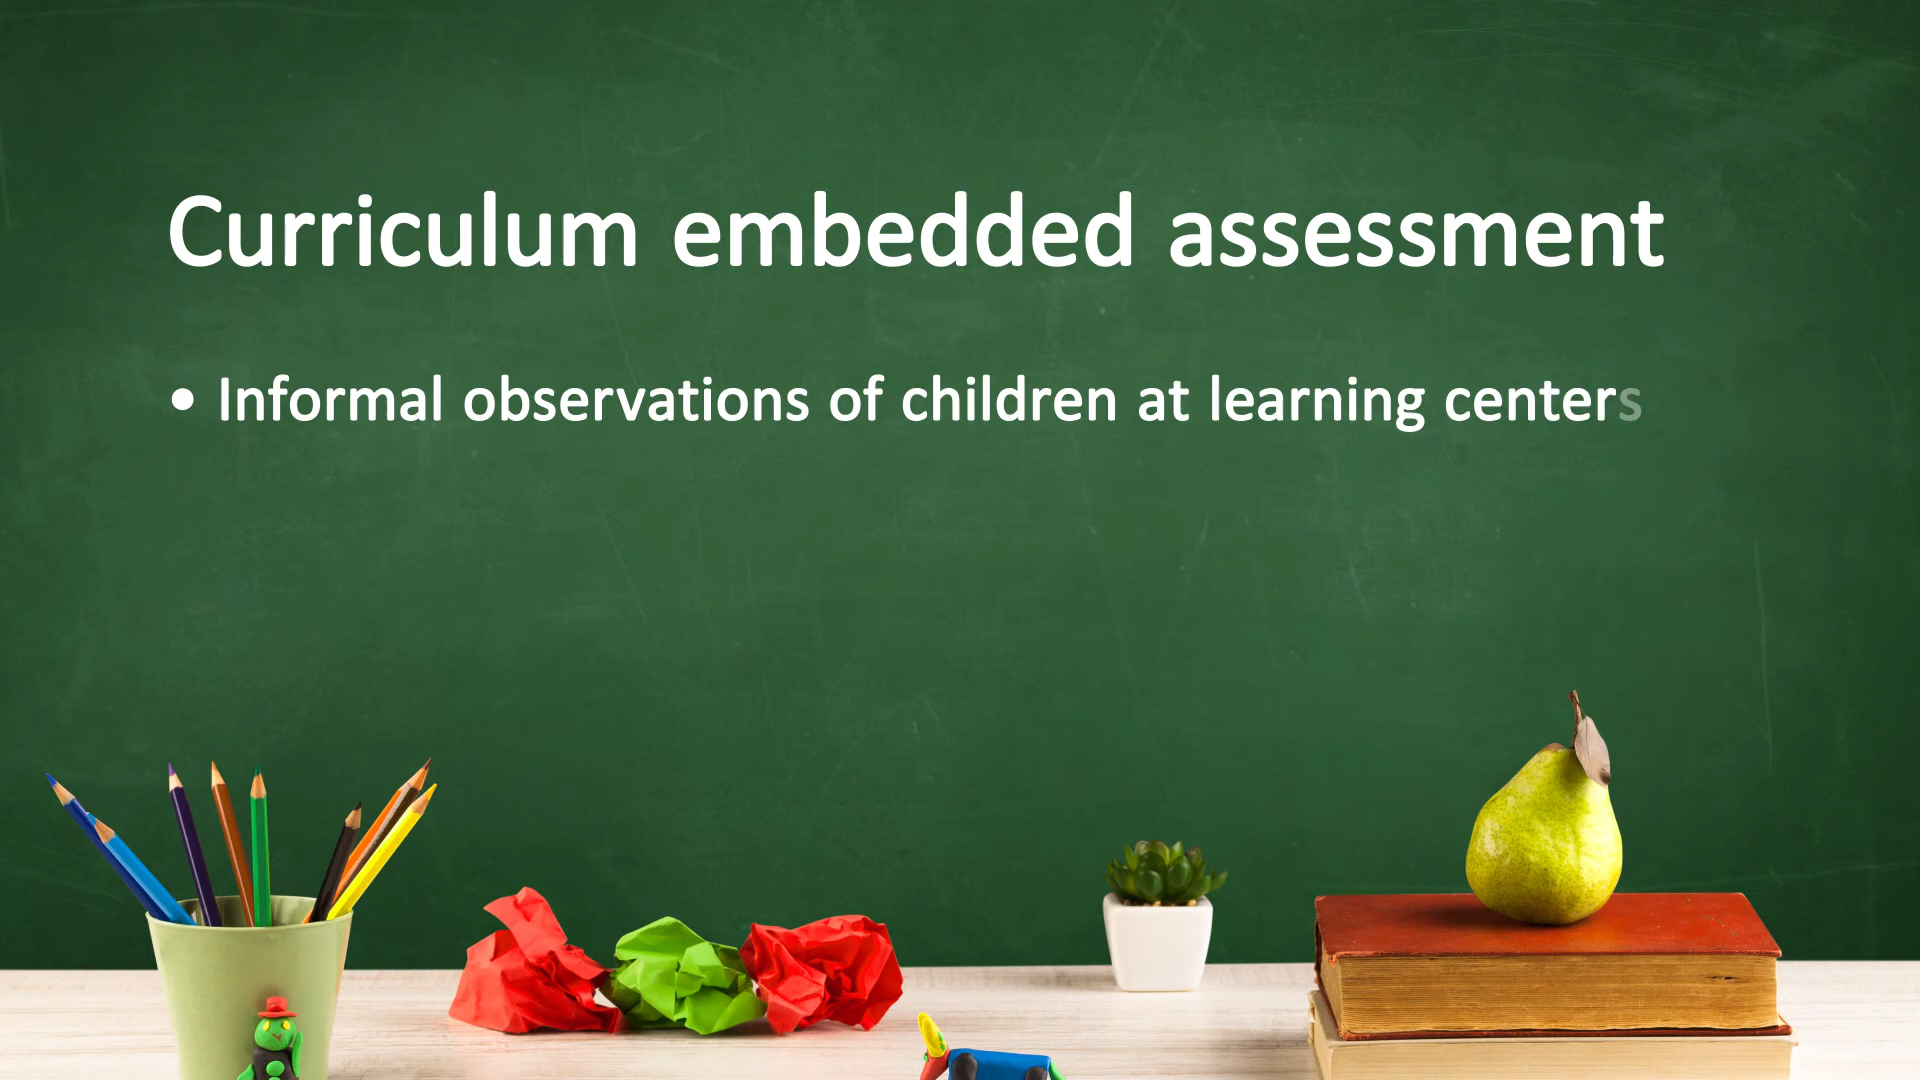 Curriculum embedded assessment
• Informal observations of children at learning centers